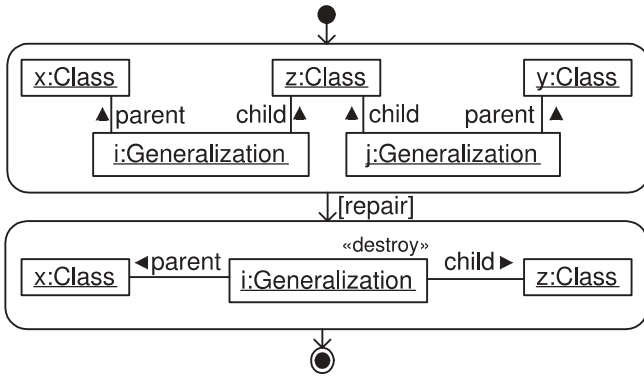 x:Class z:Class y:Class
parent child child parent
i:Generalization j:Generalization
[repair]
«destroy»
x:Class parent i:Generalization child z:Class